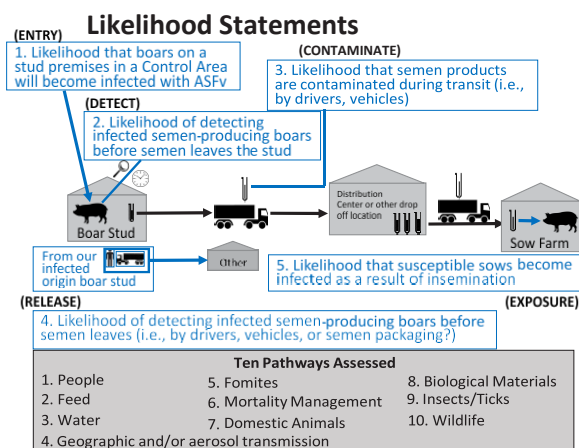 Likelihood Statements
(ENTRY)
1. Likelihood that boars on a
stud premises in a Control Area
will become infected with ASFv
(CONTAMINATE)
3. Likelihood that semen products
are contaminated during transit (i.e.,
by drivers, vehicles)
(DETECT)
2. Likelihood of detecting
infected semen-producing boars
before semen leaves the stud
Boar Stud
Distribution
Center or other drop
off location
Sow Farm
From our
infected
origin boar stud
Other
5. Likelihood that susceptible sows become
infected as a result of insemination
(RELEASE)
(EXPOSURE)
4. Likelihood of detecting infected semen-producing boars before
semen leaves (i.e., by drivers, vehicles, or semen packaging?)
Ten Pathways Assessed
1. People
2. Feed
3. Water
4. Geographic and/or aerosol transmission
5. Fomites
6. Mortality Management
7. Domestic Animals
8. Biological Materials
9. Insects/Ticks
10. Wildlife